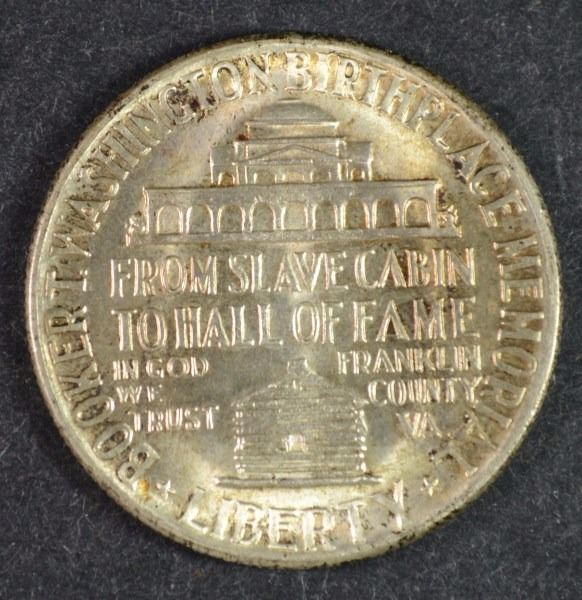 BOOKER T. WASHINGTON BIRTHPLACE MEMORIAL
FROM SLAVE CABIN
TO HALL OF FAME
IN GOD
WE
TRUST
FRANKLIN
COUNTY
VA.
LIBERTY